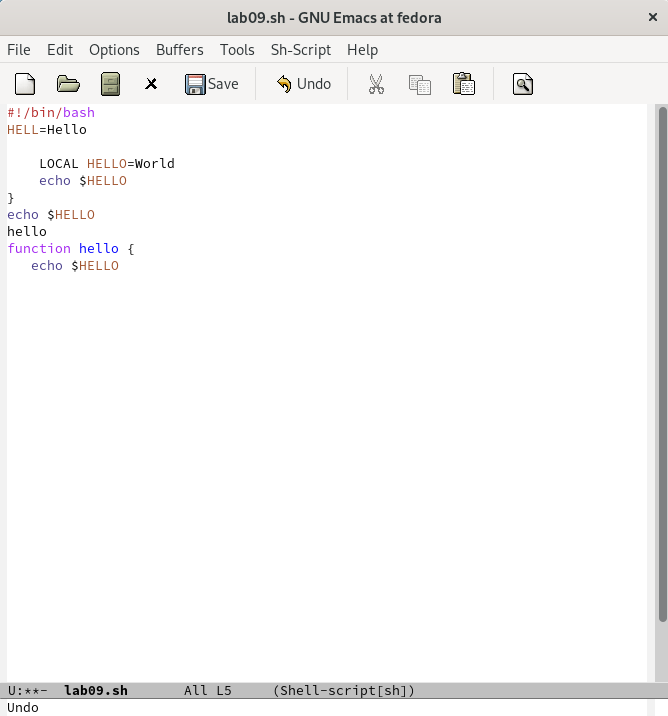 lab09.sh - GNU Emacs at fedora
File Edit Options Buffers Tools Sh-Script Help
Save Undo
#!/bin/bash
HELL=Hello
    LOCAL HELLO=World
    echo $HELLO
}
echo $HELLO
hello
function hello {
   echo $HELLO
U:**-  lab09.sh       All L5     (Shell-script[sh])
Undo